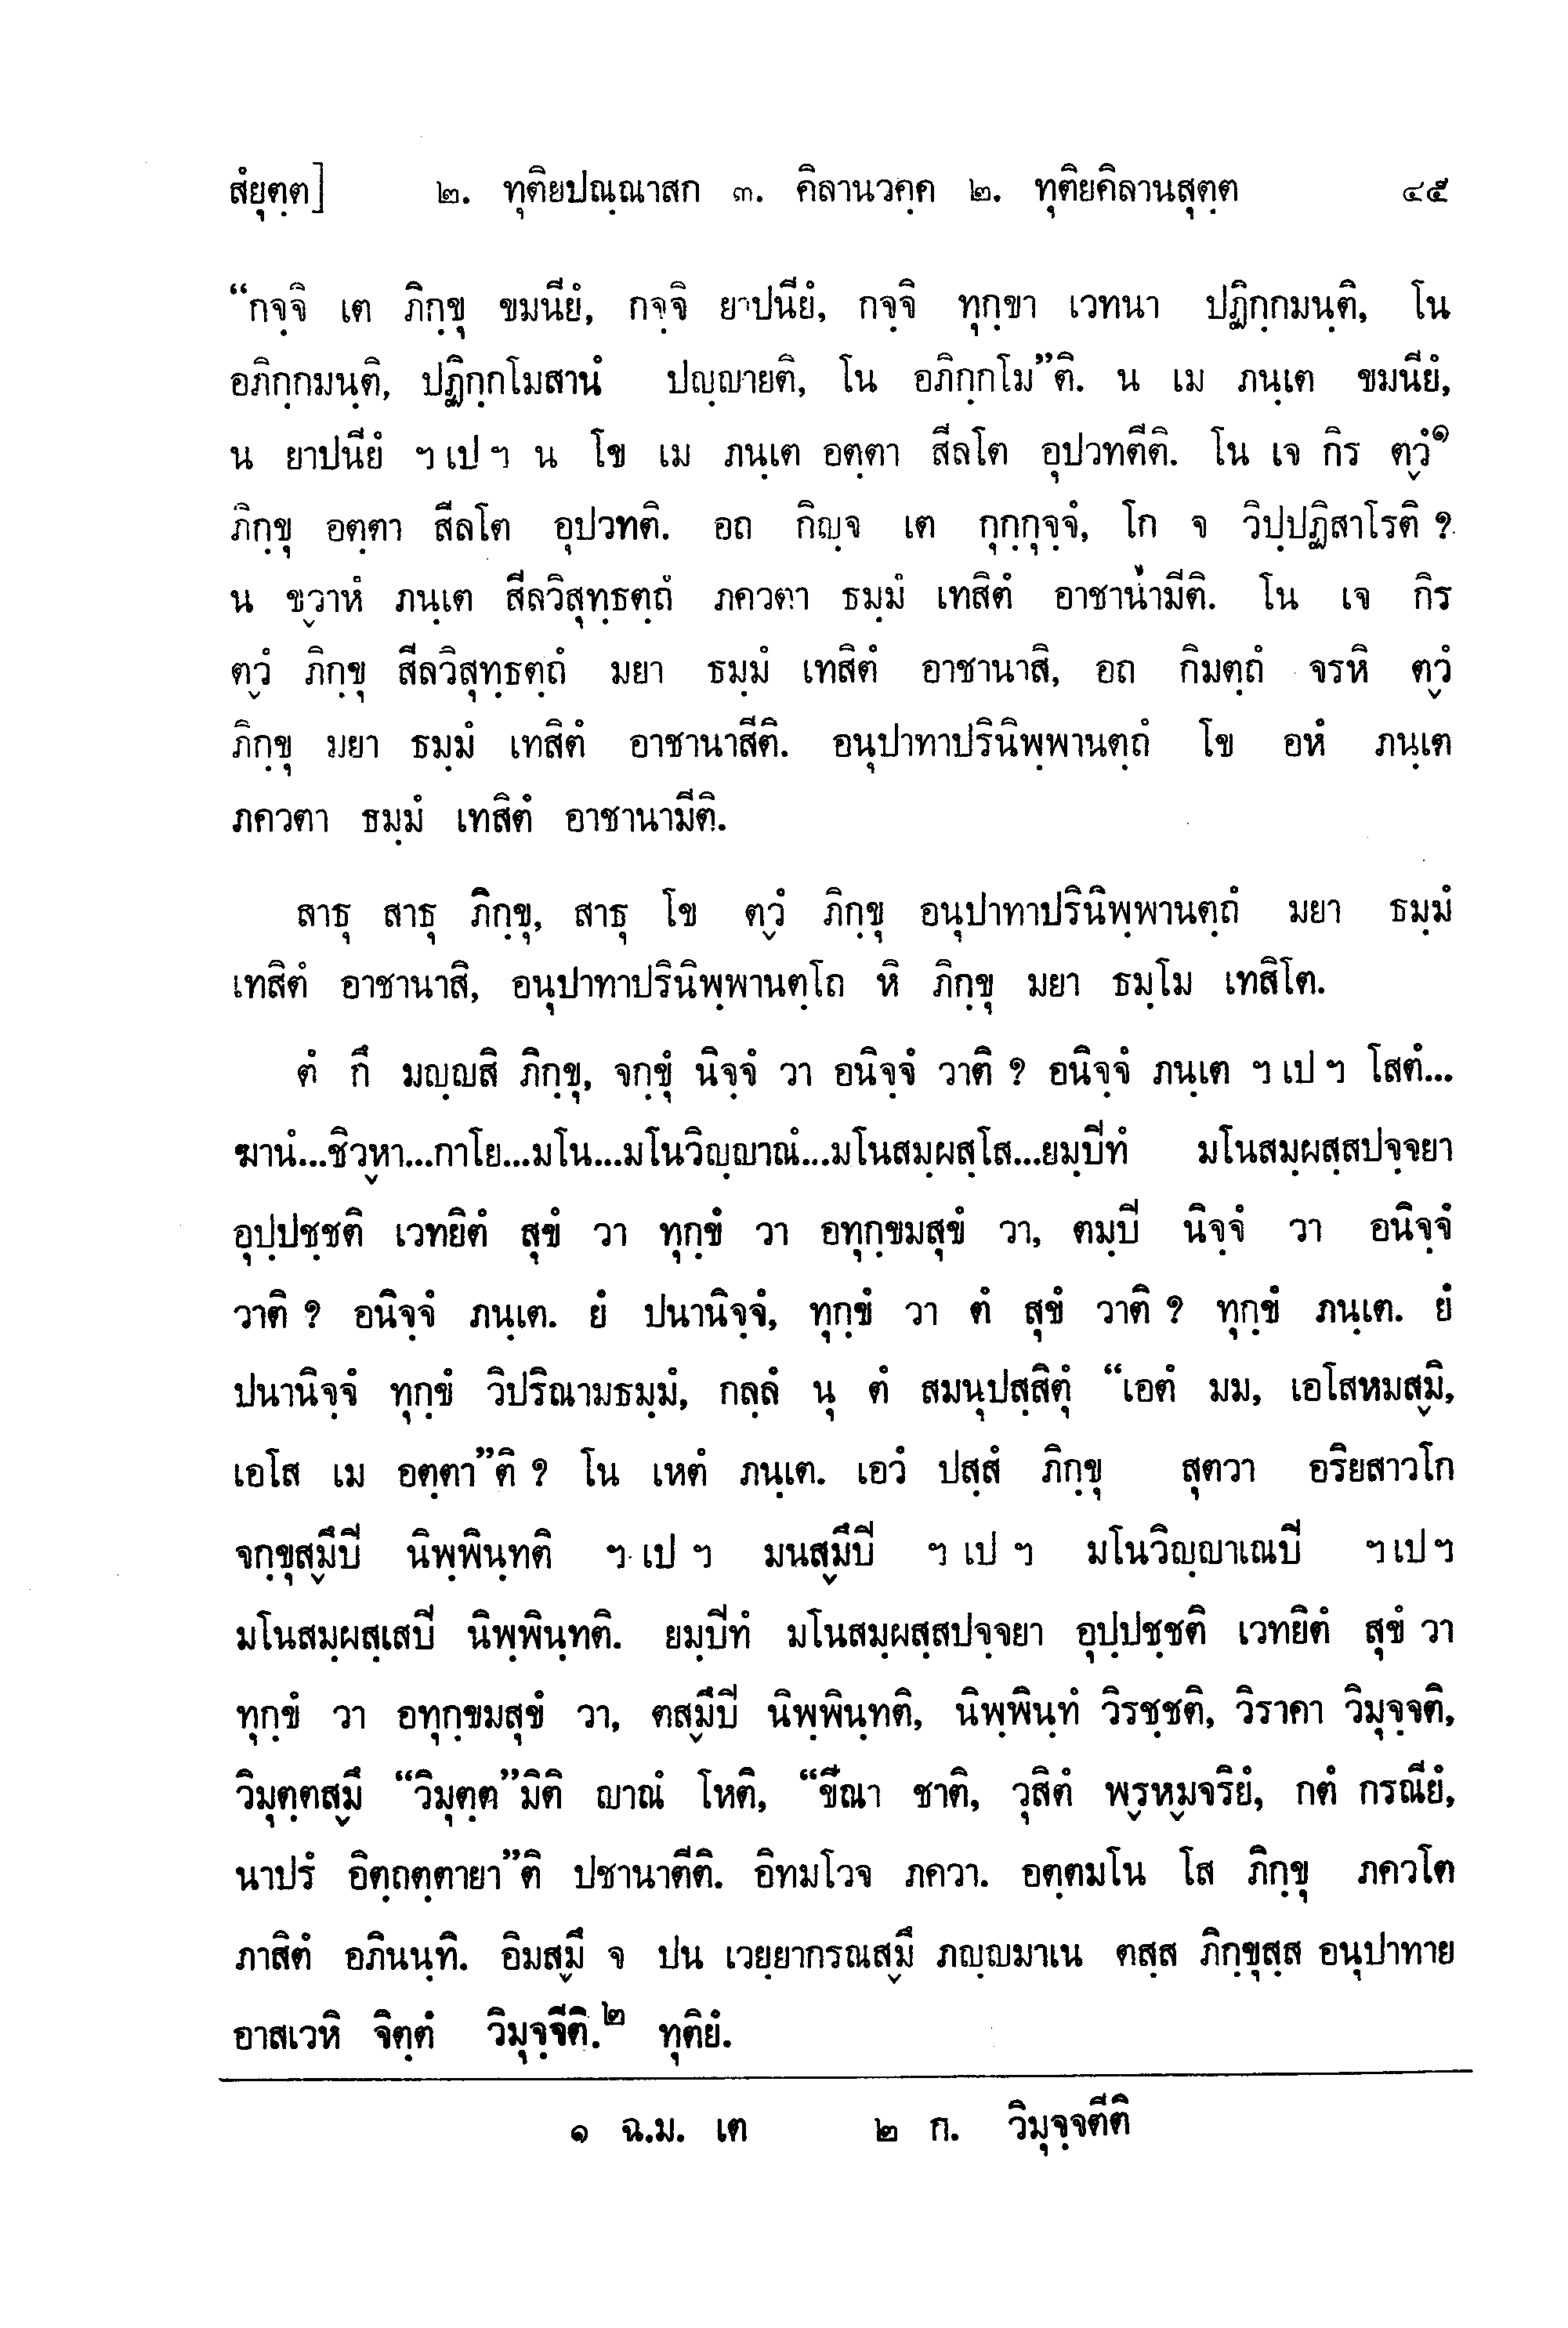 สํยุตฺต] ๒. ทุติยปณฺณาสก ๓. คิลานวคฺค ๒. ทุติยคิลานสุตฺต ๔๕
“กจฺจิ เต ภิกฺขุ ขมนียํ, กจฺจิ ยาปนียํ, กจฺจิ ทุกฺขา เวทนา ปฏิกฺกมนฺติ, โน
อภิกฺกมนฺติ, ปฏิกฺกโมสานํ ปญฺญายติ, โน อภิกฺกโม”ติ. น เม ภนฺเต ขมนียํ,
น ยาปนียํ ฯ เป ฯ น โข เม ภนฺเต อตฺตา สีลโต อุปวทตีติ. โน เจ กิร ตฺวํ๑
ภิกฺขุ อตฺตา สีลโต อุปวทติ. อถ กิญฺจ เต กุกฺกุจฺจํ, โก จ วิปฺปฏิสาโรติ ?
น ขฺวาหํ ภนฺเต สีลวิสุทฺธตฺถํ ภควตา ธมฺมํ เทสิตํ อาชานามีติ. โน เจ กิร
ตฺวํ ภิกฺขุ สีลวิสุทฺธตฺถํ มยา ธมฺมํ เทสิตํ อาชานาสิ, อถ กิมตฺถํ จรหิ ตฺวํ
ภิกฺขุ มยา ธมฺมํ เทสิตํ อาชานาสีติ. อนุปาทาปรินิพฺพานตฺถํ โข อหํ ภนฺเต
ภควตา ธมฺมํ เทสิตํ อาชานามีติ.
สาธุ สาธุ ภิกฺขุ, สาธุ โข ตฺวํ ภิกฺขุ อนุปาทาปรินิพฺพานตฺถํ มยา ธมฺมํ
เทสิตํ อาชานาสิ, อนุปาทาปรินิพฺพานตฺโถ หิ ภิกฺขุ มยา ธมฺโม เทสิโต.
ตํ กึ มญฺญสิ ภิกฺขุ, จกฺขุํ นิจฺจํ วา อนิจฺจํ วาติ ? อนิจฺจํ ภนฺเต ฯ เป ฯ โสตํ...
ฆานํ...ชิวฺหา...กาโย...มโน...มโนวิญฺญาณํ...มโนสมฺผสฺโส...ยมฺปีทํ มโนสมฺผสฺสปจฺจยา
อุปฺปชฺชติ เวทยิตํ สุขํ วา ทุกฺขํ วา อทุกฺขมสุขํ วา, ตมฺปิ นิจฺจํ วา อนิจฺจํ
วาติ ? อนิจฺจํ ภนฺเต. ยํ ปนานิจฺจํ, ทุกฺขํ วา ตํ สุขํ วาติ ? ทุกฺขํ ภนฺเต. ยํ
ปนานิจฺจํ ทุกฺขํ วิปริณามธมฺมํ, กลฺลํ นุ ตํ สมนุปสฺสิตุํ “เอตํ มม, เอโสหมสฺมิ,
เอโส เม อตฺตา”ติ ? โน เหตํ ภนฺเต. เอวํ ปสฺสํ ภิกฺขุ สุตวา อริยสาวโก
จกฺขุสฺมึปิ นิพฺพินฺทติ ฯ เป ฯ มนสฺมึปิ ฯ เป ฯ มโนวิญฺญาเณปิ ฯ เป ฯ
มโนสมฺผสฺเสปิ นิพฺพินฺทติ. ยมฺปีทํ มโนสมฺผสฺสปจฺจยา อุปฺปชฺชติ เวทยิตํ สุขํ วา
ทุกฺขํ วา อทุกฺขมสุขํ วา, ตสฺมึปิ นิพฺพินฺทติ, นิพฺพินฺทํ วิรชฺชติ, วิราคา วิมุจฺจติ,
วิมุตฺตสฺมึ “วิมุตฺต”มิติ ญาณํ โหติ, “ขีณา ชาติ, วุสิตํ พฺรหฺมจริยํ, กตํ กรณียํ,
นาปรํ อิตฺถตฺตายา”ติ ปชานาตีติ. อิทมโวจ ภควา. อตฺตมโน โส ภิกฺขุ ภควโต
ภาสิตํ อภินนฺทิ. อิมสฺมึ จ ปน เวยฺยากรณสฺมึ ภญฺญมาเน ตสฺส ภิกฺขุสฺส อนุปาทาย
อาสเวหิ จิตฺตํ วิมุจฺจีติ.๒ ทุติยํ.
๑ ฉ.ม. เต ๒ ก. วิมุจฺจตีติ